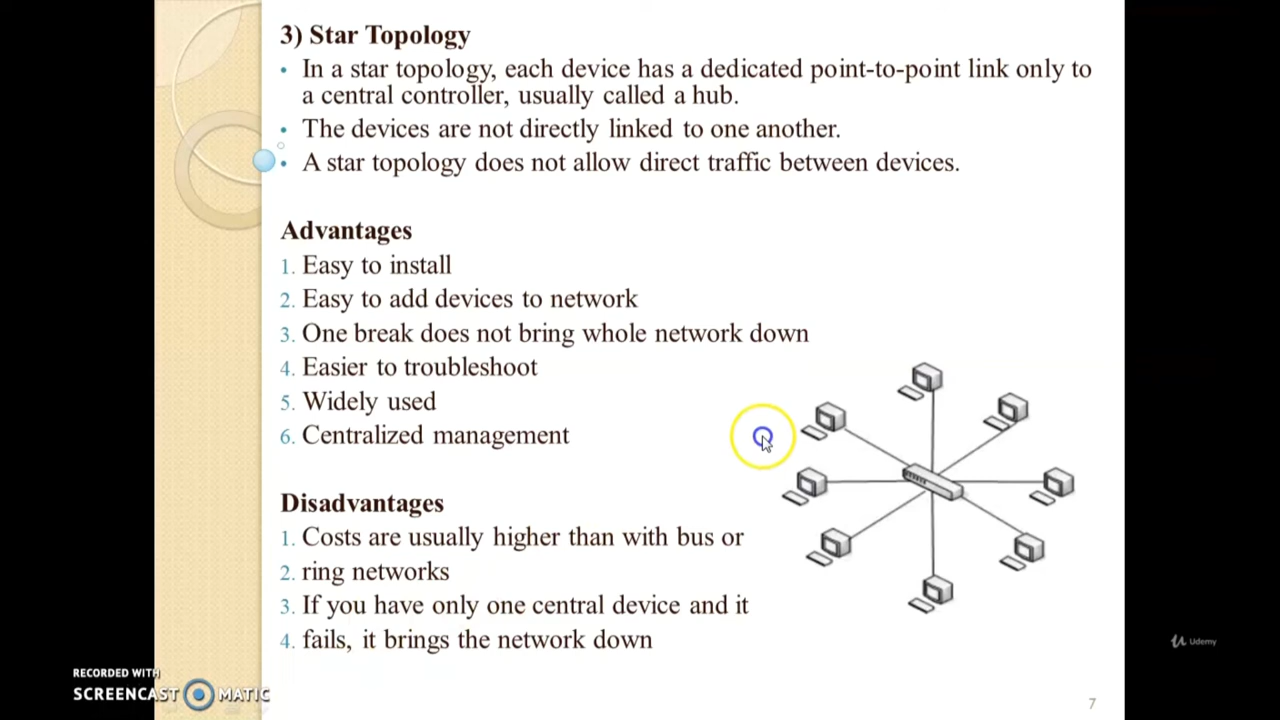 3) Star Topology
• In a star topology, each device has a dedicated point-to-point link only to
a central controller, usually called a hub.
• The devices are not directly linked to one another.
• A star topology does not allow direct traffic between devices.
Advantages
1. Easy to install
2. Easy to add devices to network
3. One break does not bring whole network down
4. Easier to troubleshoot
5. Widely used
6. Centralized management
Disadvantages
1. Costs are usually higher than with bus or
2. ring networks
3. If you have only one central device and it
4. fails, it brings the network down
Udemy
RECORDED WITH
SCREENCAST MATIC
7